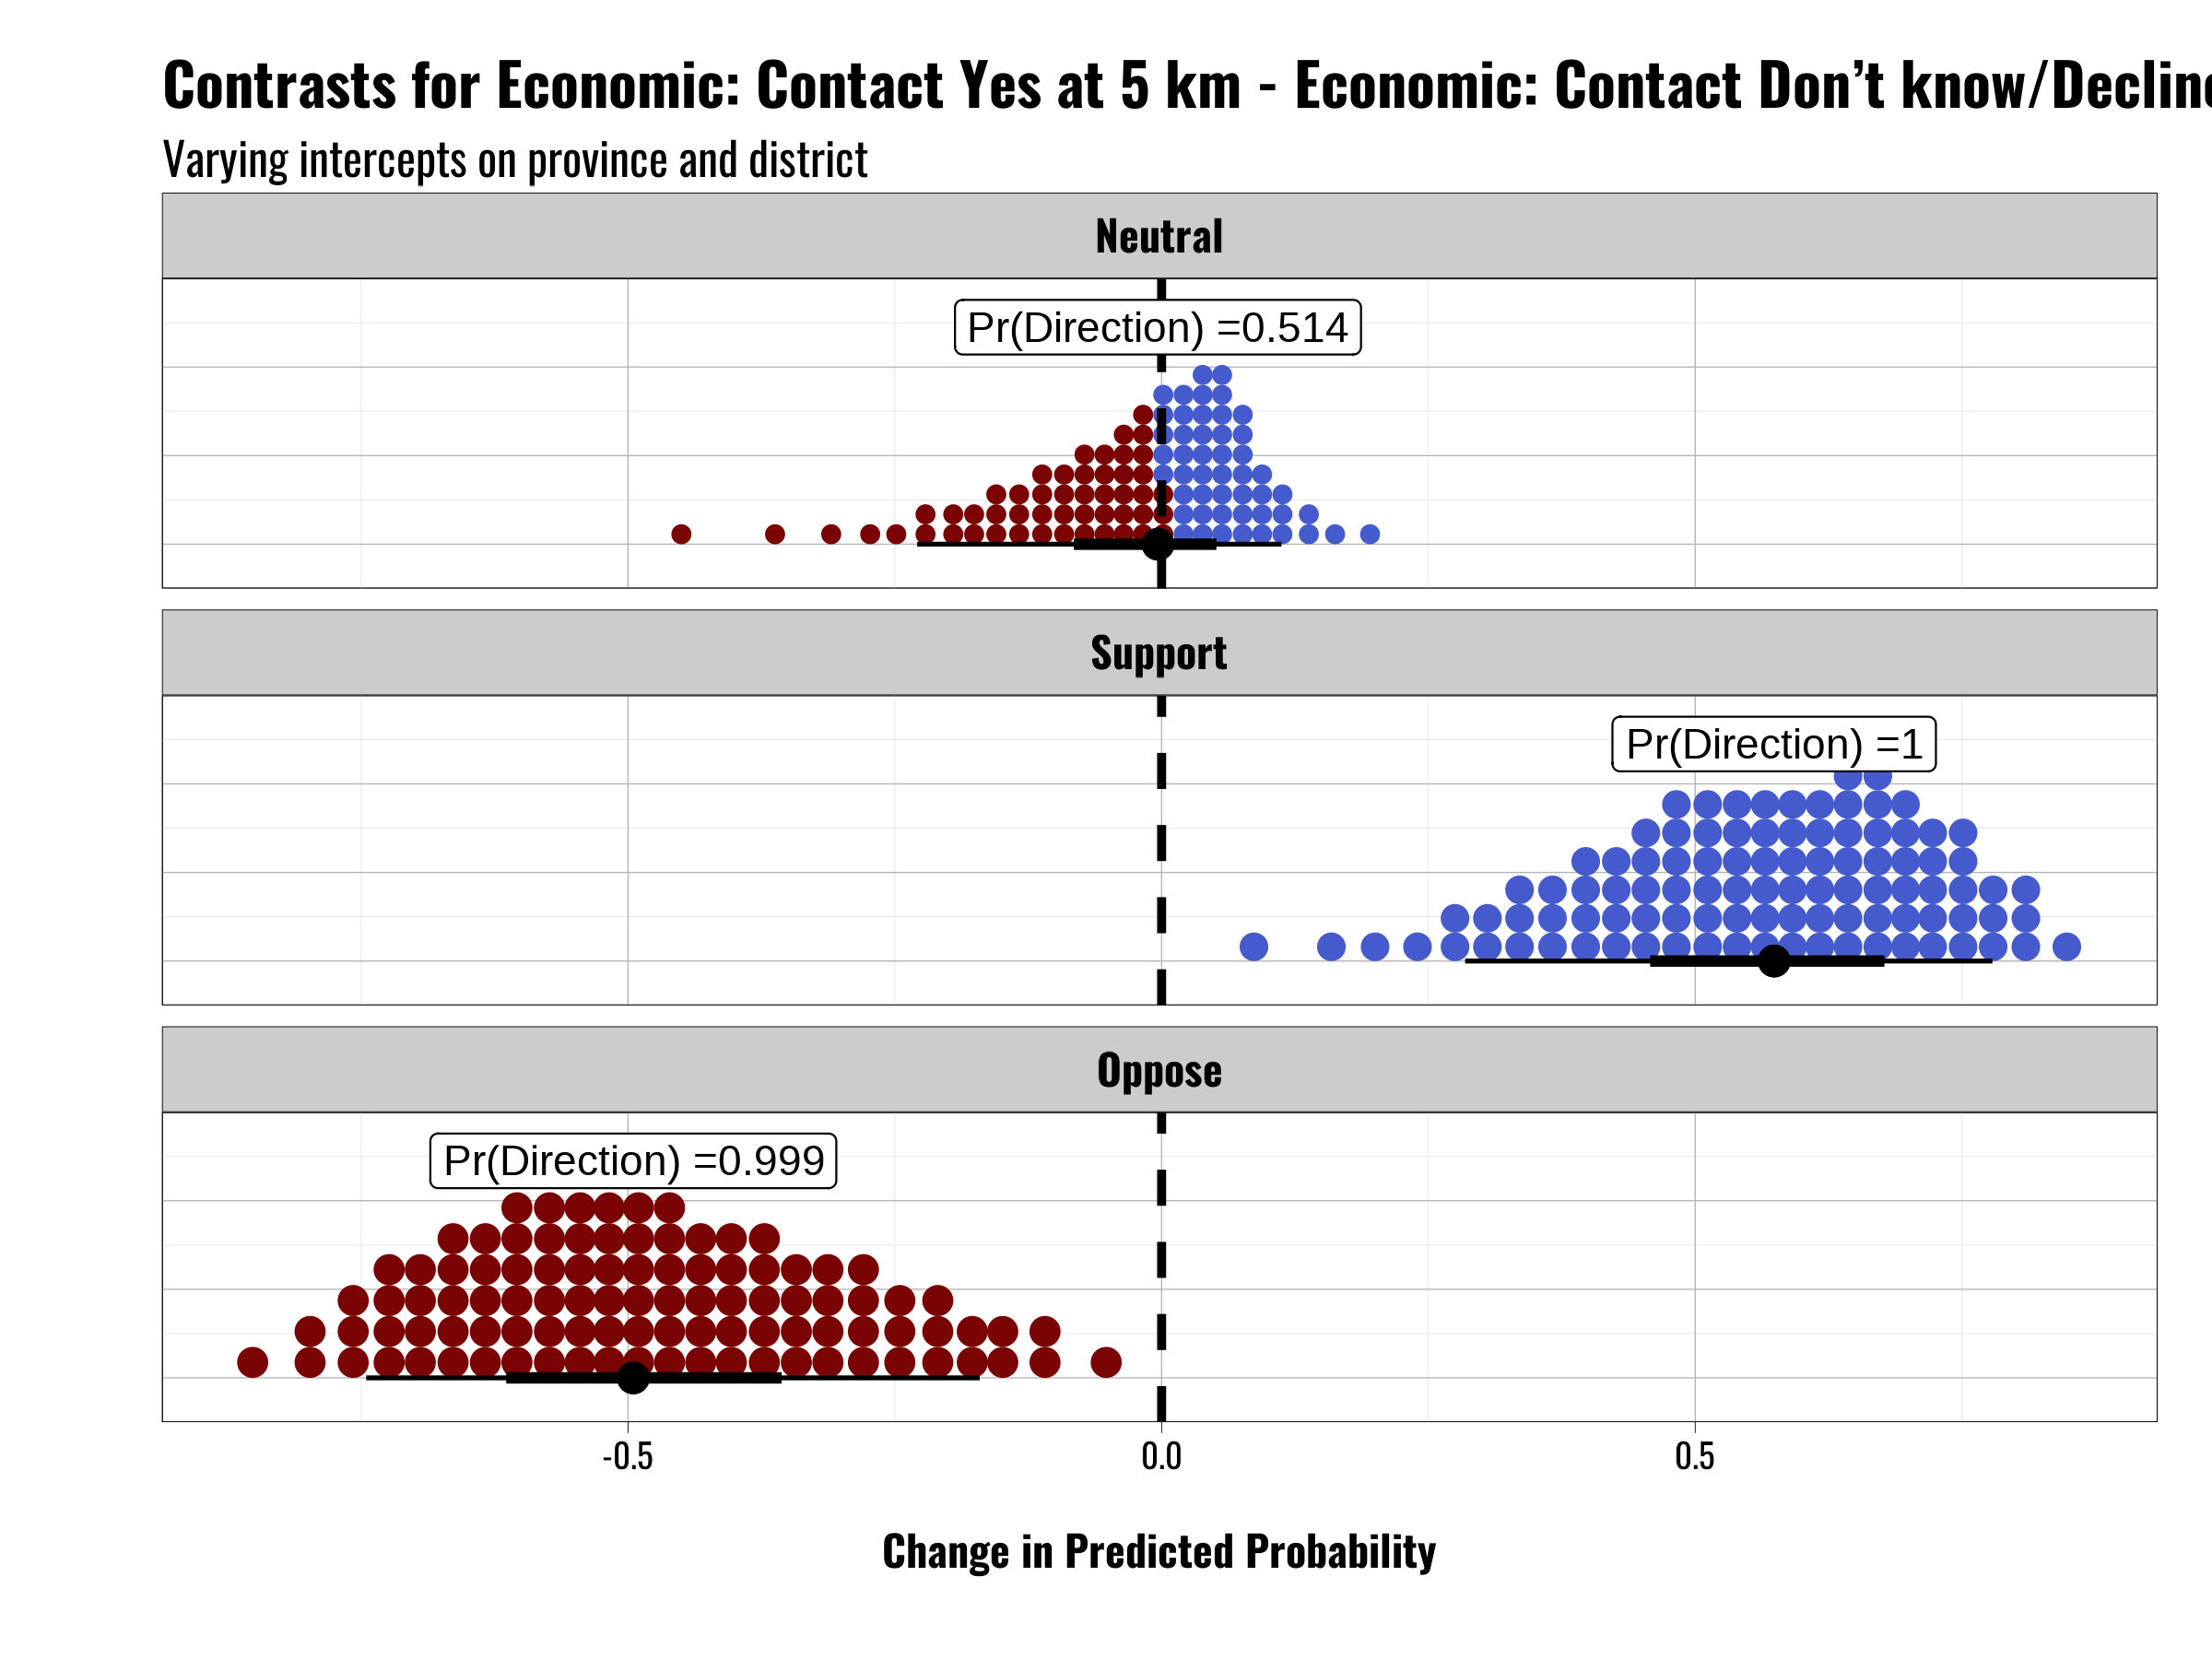 Contrasts for Economic: Contact Yes at 5 km - Economic: Contact Don’t know/Decline
Varying intercepts on province and district
Neutral
Pr(Direction) =0.514
Support
Pr(Direction) =1
Oppose
Pr(Direction) =0.999
-0.5 0.0 0.5
Change in Predicted Probability